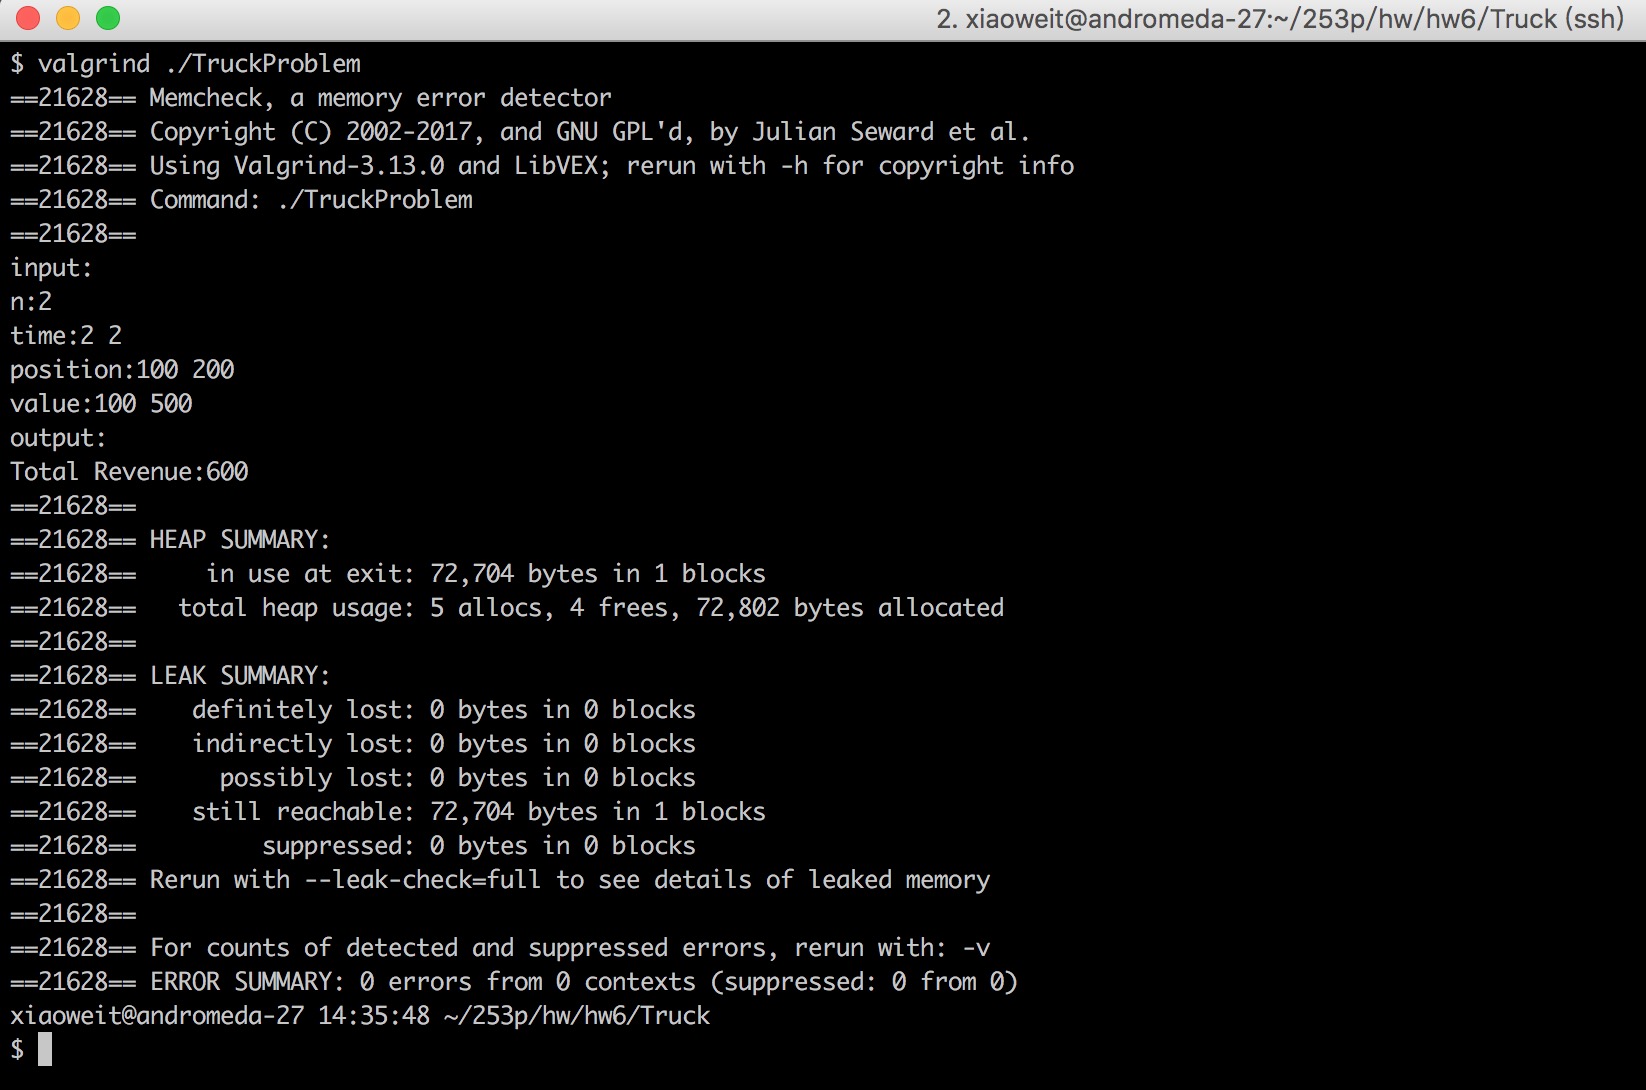 2. xiaoweit@andromeda-27:~/253p/hw/hw6/Truck (ssh)
$ valgrind ./TruckProblem
==21628== Memcheck, a memory error detector
==21628== Copyright (C) 2002-2017, and GNU GPL'd, by Julian Seward et al.
==21628== Using Valgrind-3.13.0 and LibVEX; rerun with -h for copyright info
==21628== Command: ./TruckProblem
==21628==
input:
n:2
time:2 2
position:100 200
value:100 500
output:
Total Revenue:600
==21628==
==21628== HEAP SUMMARY:
==21628==     in use at exit: 72,704 bytes in 1 blocks
==21628==   total heap usage: 5 allocs, 4 frees, 72,802 bytes allocated
==21628==
==21628== LEAK SUMMARY:
==21628==    definitely lost: 0 bytes in 0 blocks
==21628==    indirectly lost: 0 bytes in 0 blocks
==21628==      possibly lost: 0 bytes in 0 blocks
==21628==    still reachable: 72,704 bytes in 1 blocks
==21628==         suppressed: 0 bytes in 0 blocks
==21628== Rerun with --leak-check=full to see details of leaked memory
==21628==
==21628== For counts of detected and suppressed errors, rerun with: -v
==21628== ERROR SUMMARY: 0 errors from 0 contexts (suppressed: 0 from 0)
xiaoweit@andromeda-27 14:35:48 ~/253p/hw/hw6/Truck
$